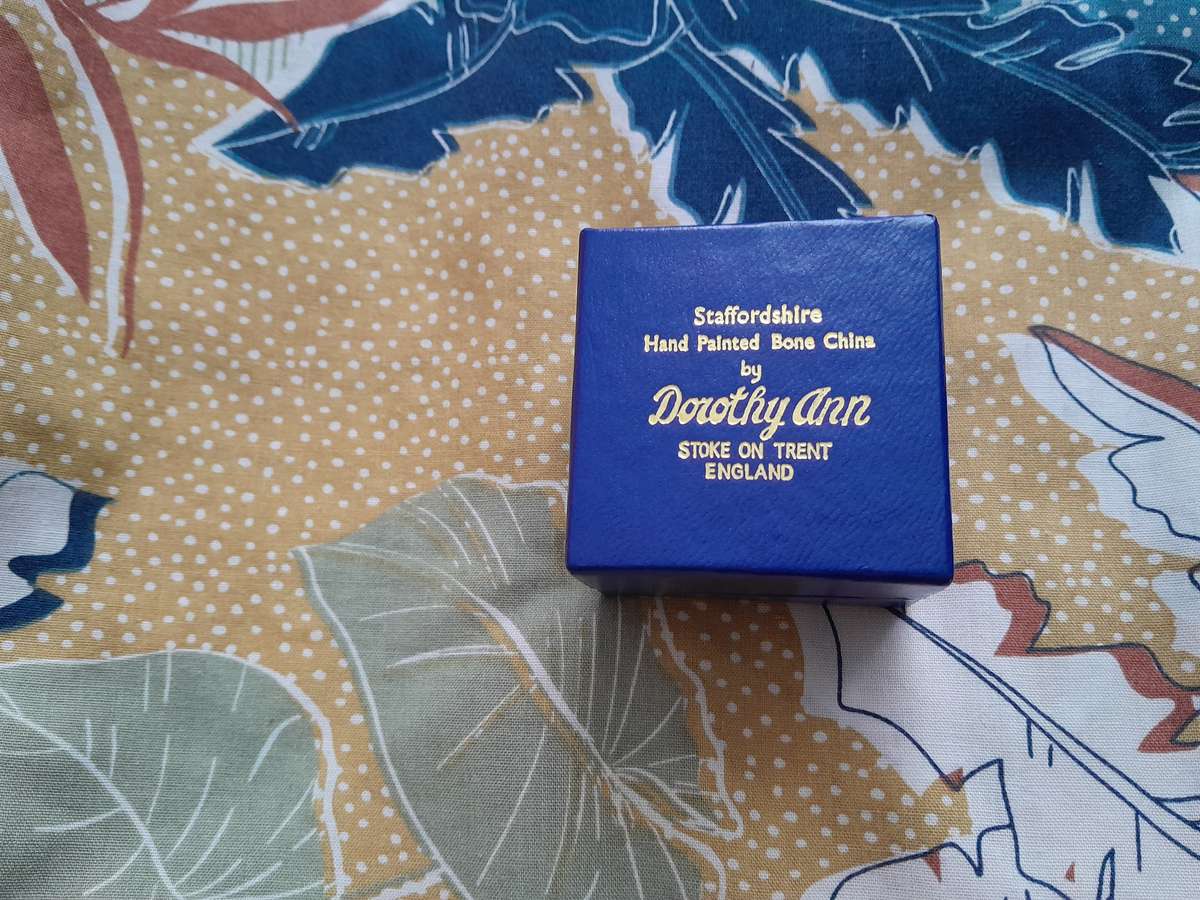 Staffordshire
Hand Painted Bone China
by
Dorothy Ann
STOKE ON TRENT
ENGLAND